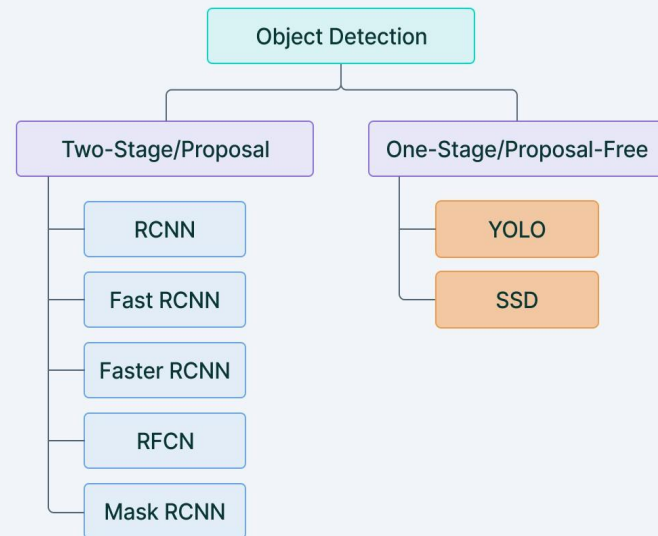 Object Detection
Two-Stage/Proposal
One-Stage/Proposal-Free
RCNN
Fast RCNN
Faster RCNN
RFCN
Mask RCNN
YOLO
SSD